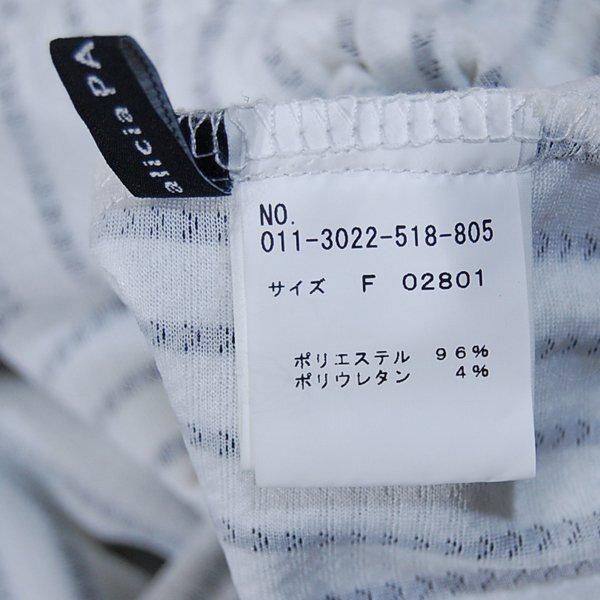 alicia PA
NO.
011-3022-518-805
サイズ F 02801
ポリエステル 96%
ポリウレタン 4%